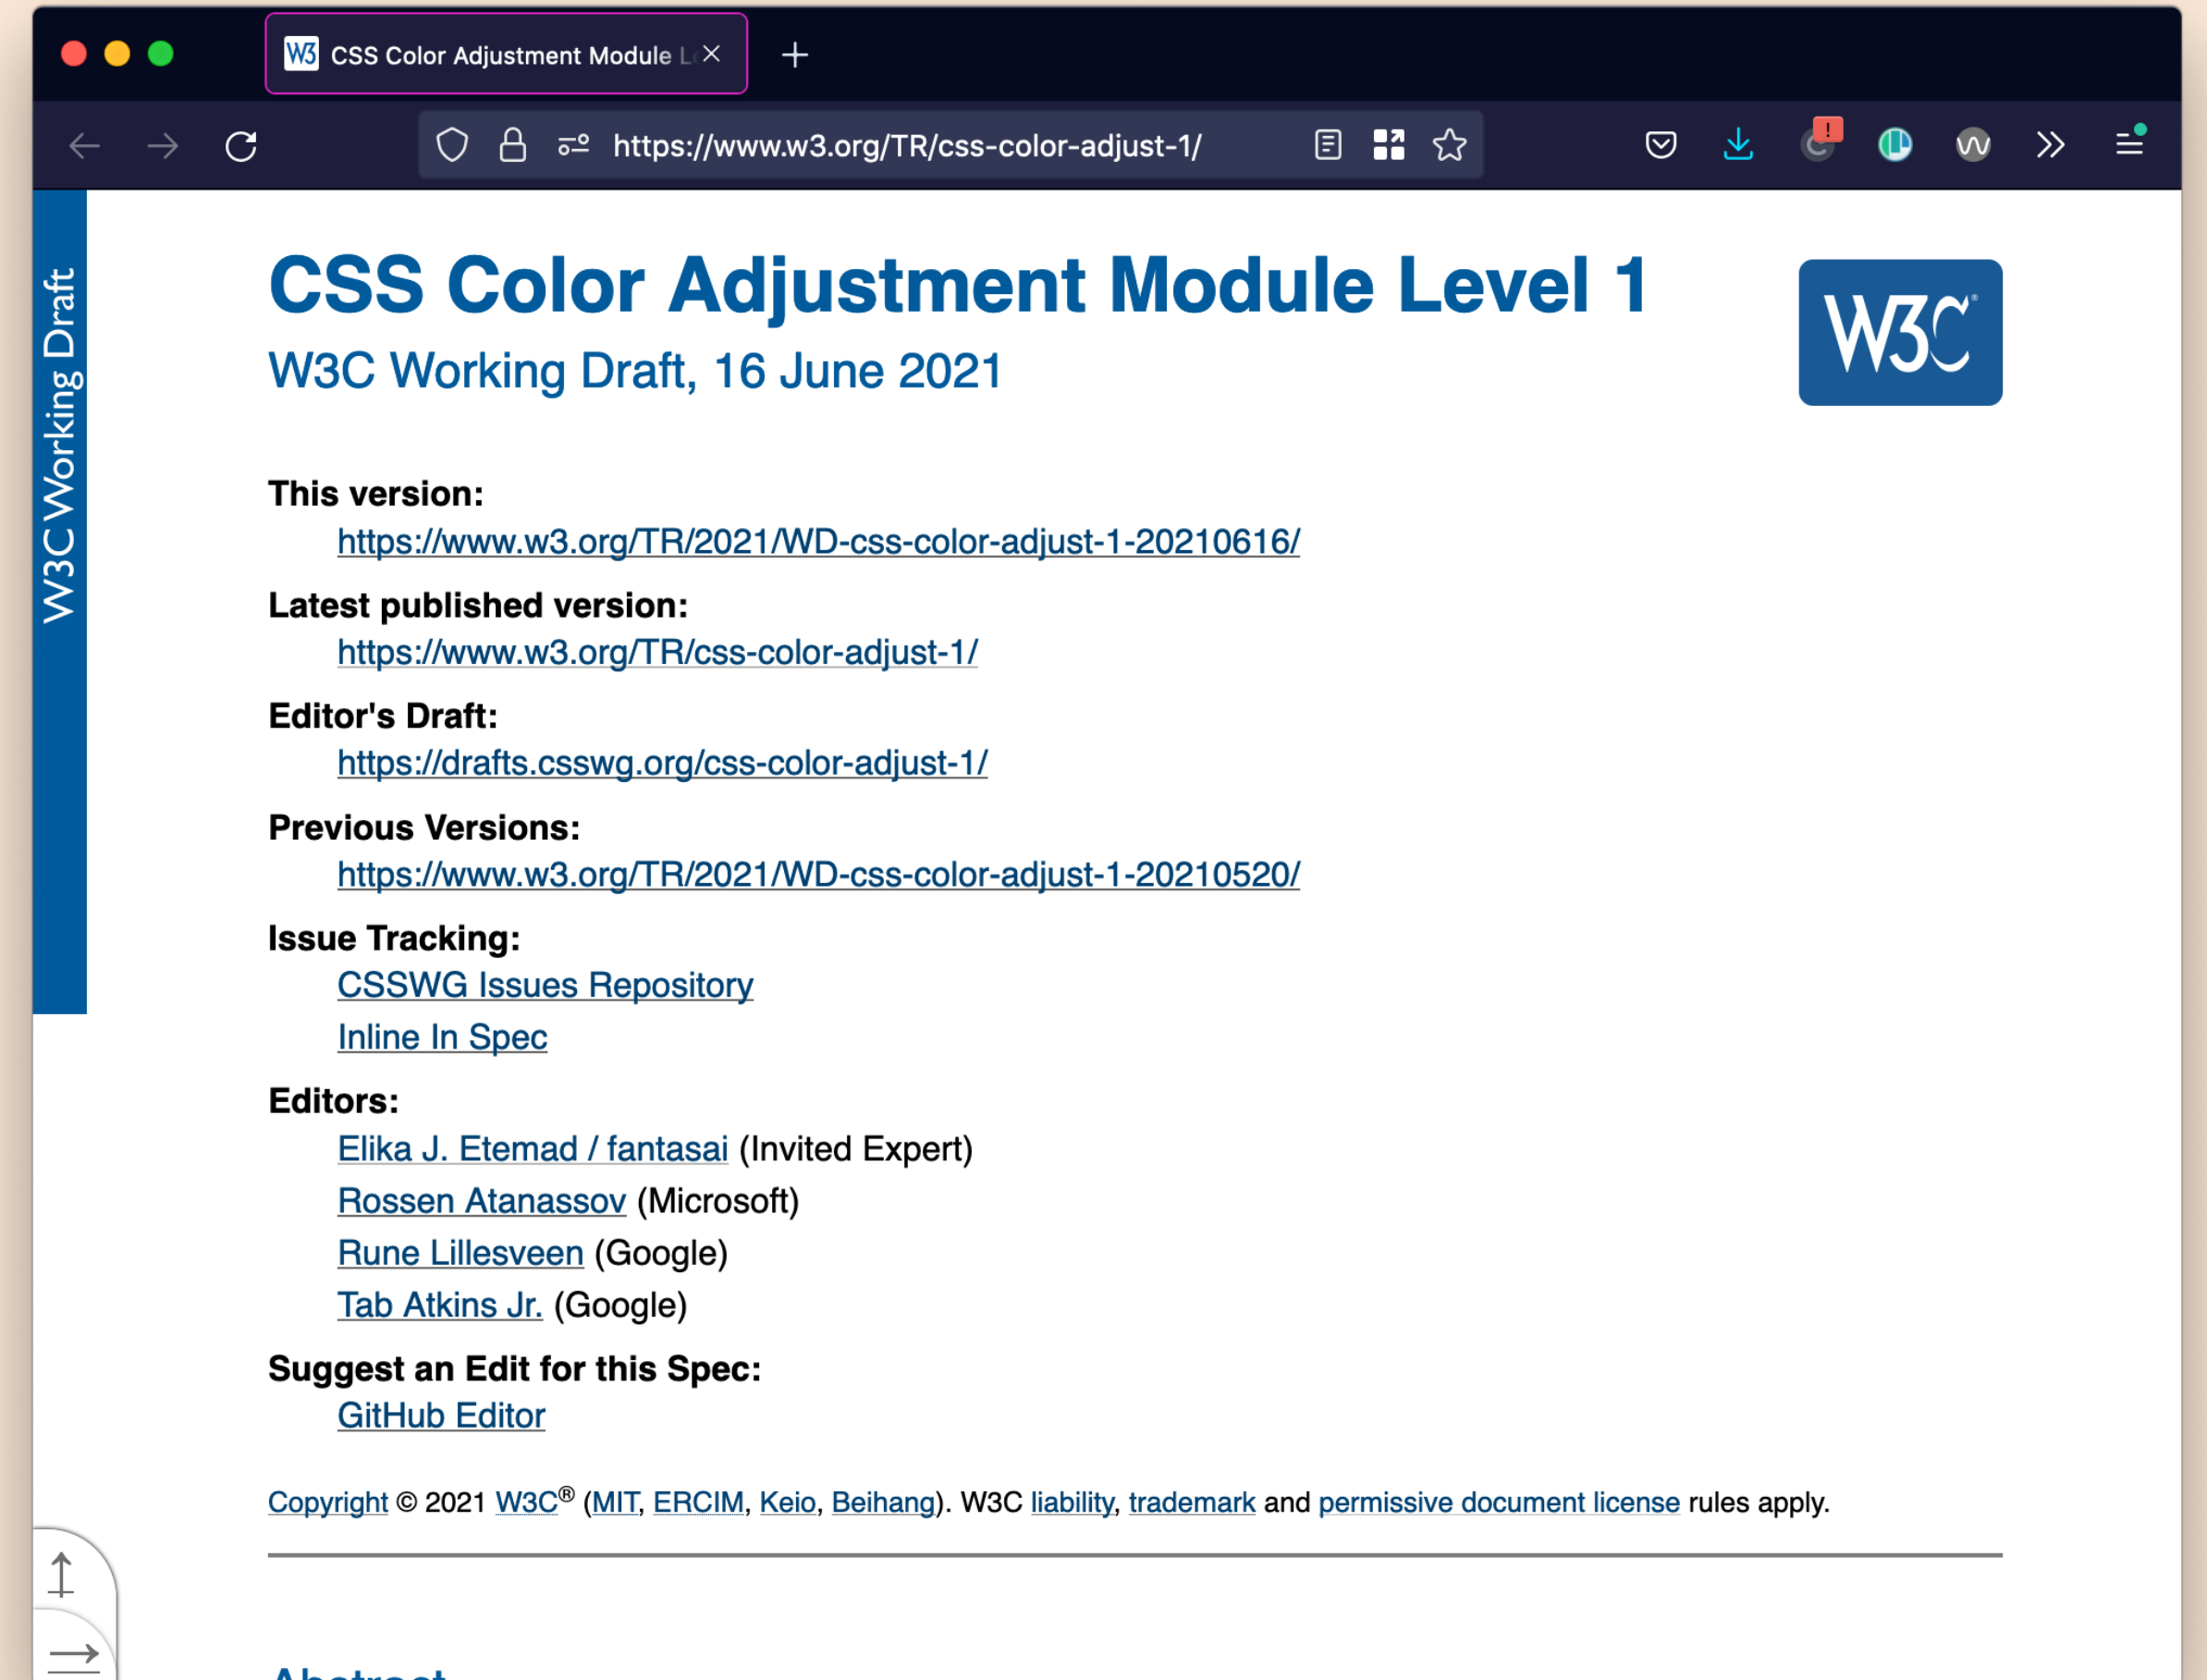 CSS Color Adjustment Module L
https://www.w3.org/TR/css-color-adjust-1/
W3C Working Draft
CSS Color Adjustment Module Level 1
W3C
W3C Working Draft, 16 June 2021
This version:
https://www.w3.org/TR/2021/WD-css-color-adjust-1-20210616/
Latest published version:
https://www.w3.org/TR/css-color-adjust-1/
Editor's Draft:
https://drafts.csswg.org/css-color-adjust-1/
Previous Versions:
https://www.w3.org/TR/2021/WD-css-color-adjust-1-20210520/
Issue Tracking:
CSSWG Issues Repository
Inline In Spec
Editors:
Elika J. Etemad / fantasai (Invited Expert)
Rossen Atanassov (Microsoft)
Rune Lillesveen (Google)
Tab Atkins Jr. (Google)
Suggest an Edit for this Spec:
GitHub Editor
Copyright © 2021 W3C® (MIT, ERCIM, Keio, Beihang). W3C liability, trademark and permissive document license rules apply.
Abstract